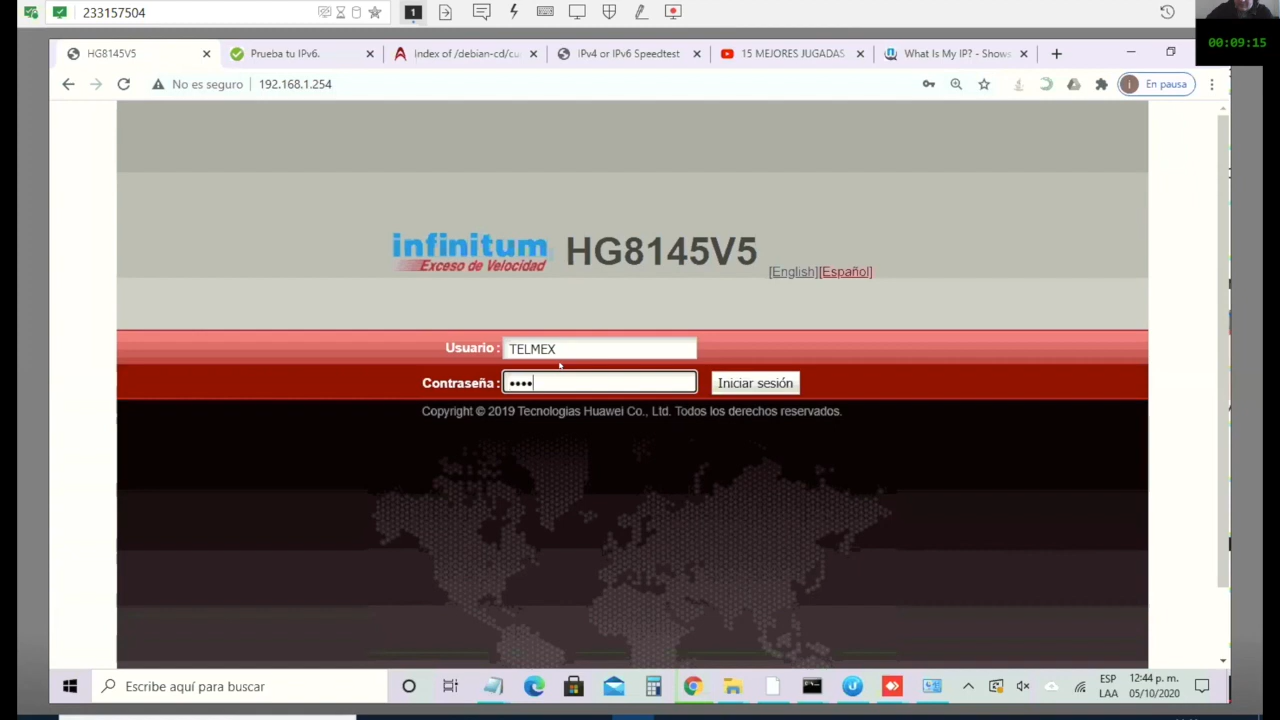 233157504
1
00:09:15
HG8145V5
Prueba tu IPv6.
Index of /debian-cd/cu
IPv4 or IPv6 Speedtest
15 MEJORES JUGADAS
What Is My IP? - Shows
No es seguro
192.168.1.254
i
En pausa
infinitum
Exceso de Velocidad
HG8145V5
[English][Español]
Usuario :
TELMEX
Contraseña :
••••
Iniciar sesión
Copyright © 2019 Tecnologias Huawei Co., Ltd. Todos los derechos reservados.
Escribe aquí para buscar
ESP
LAA
12:44 p. m.
05/10/2020